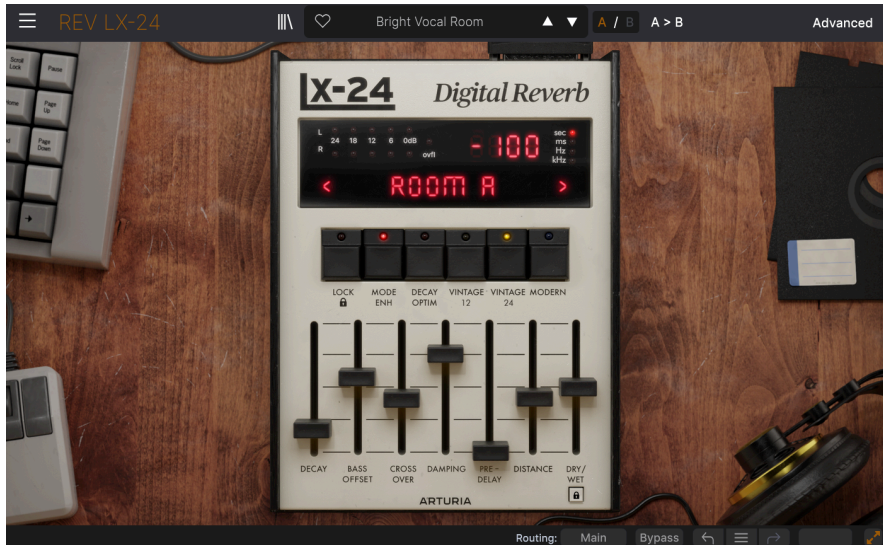 REV LX-24
Bright Vocal Room
A / B
A > B
Advanced
Scroll Lock
Pause
Home
Page Up
Page Down
LX-24
Digital Reverb
L
24 18 12 6 0dB
R
ovfl
-100
sec
ms
Hz
kHz
< ROOM A >
LOCK
MODE ENH
DECAY OPTIM
VINTAGE 12
VINTAGE 24
MODERN
DECAY
BASS OFFSET
CROSS OVER
DAMPING
PRE-DELAY
DISTANCE
DRY/WET
ARTURIA
Routing:
Main
Bypass